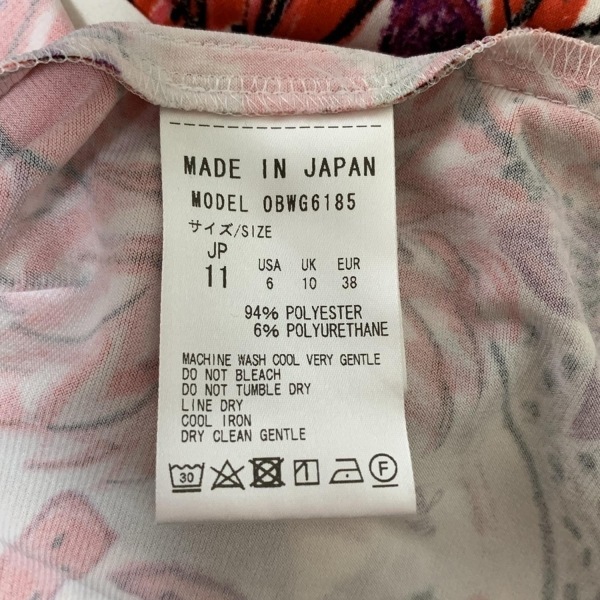 MADE IN JAPAN
MODEL 0BWG6185
サイズ/SIZE
JP
11
USA UK EUR
6 10 38
94% POLYESTER
6% POLYURETHANE
MACHINE WASH COOL VERY GENTLE
DO NOT BLEACH
DO NOT TUMBLE DRY
LINE DRY
COOL IRON
DRY CLEAN GENTLE
30 F